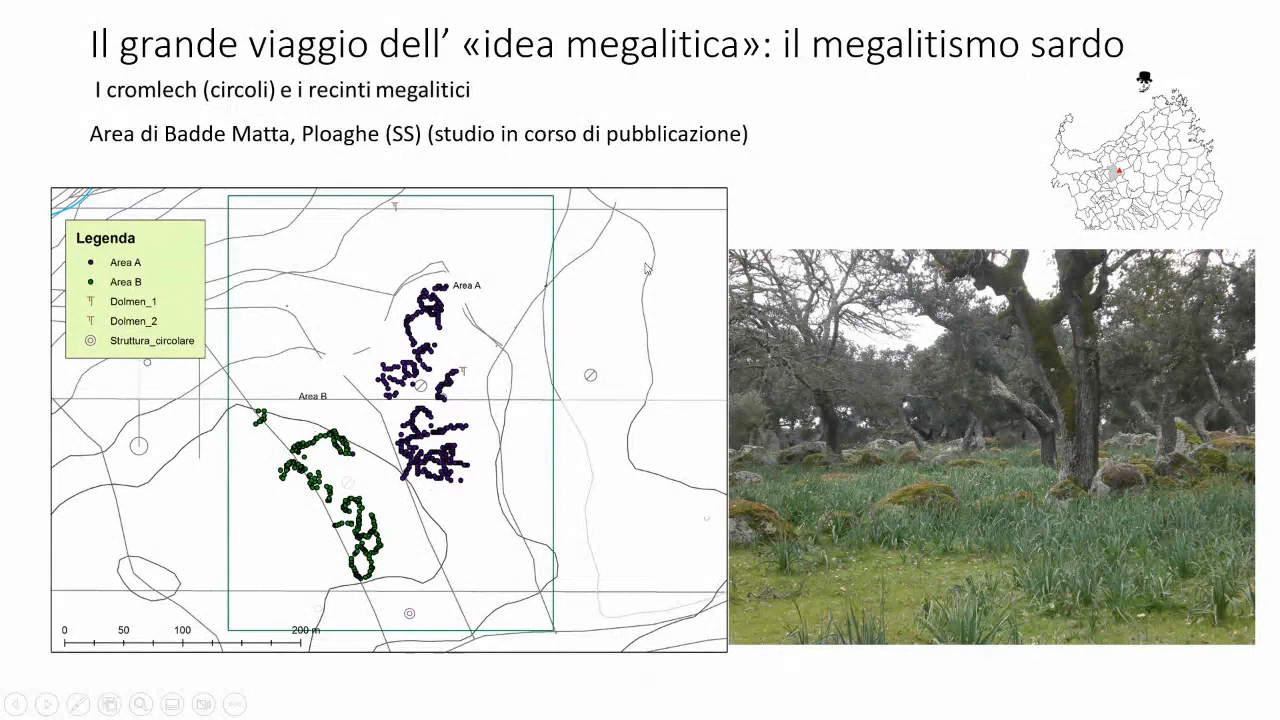 Il grande viaggio dell’ «idea megalitica»: il megalitismo sardo
I cromlech (circoli) e i recinti megalitici
Area di Badde Matta, Ploaghe (SS) (studio in corso di pubblicazione)
Legenda
Area A
Area B
Dolmen_1
Dolmen_2
Struttura_circolare
Area A
Area B
0 50 100 200 m